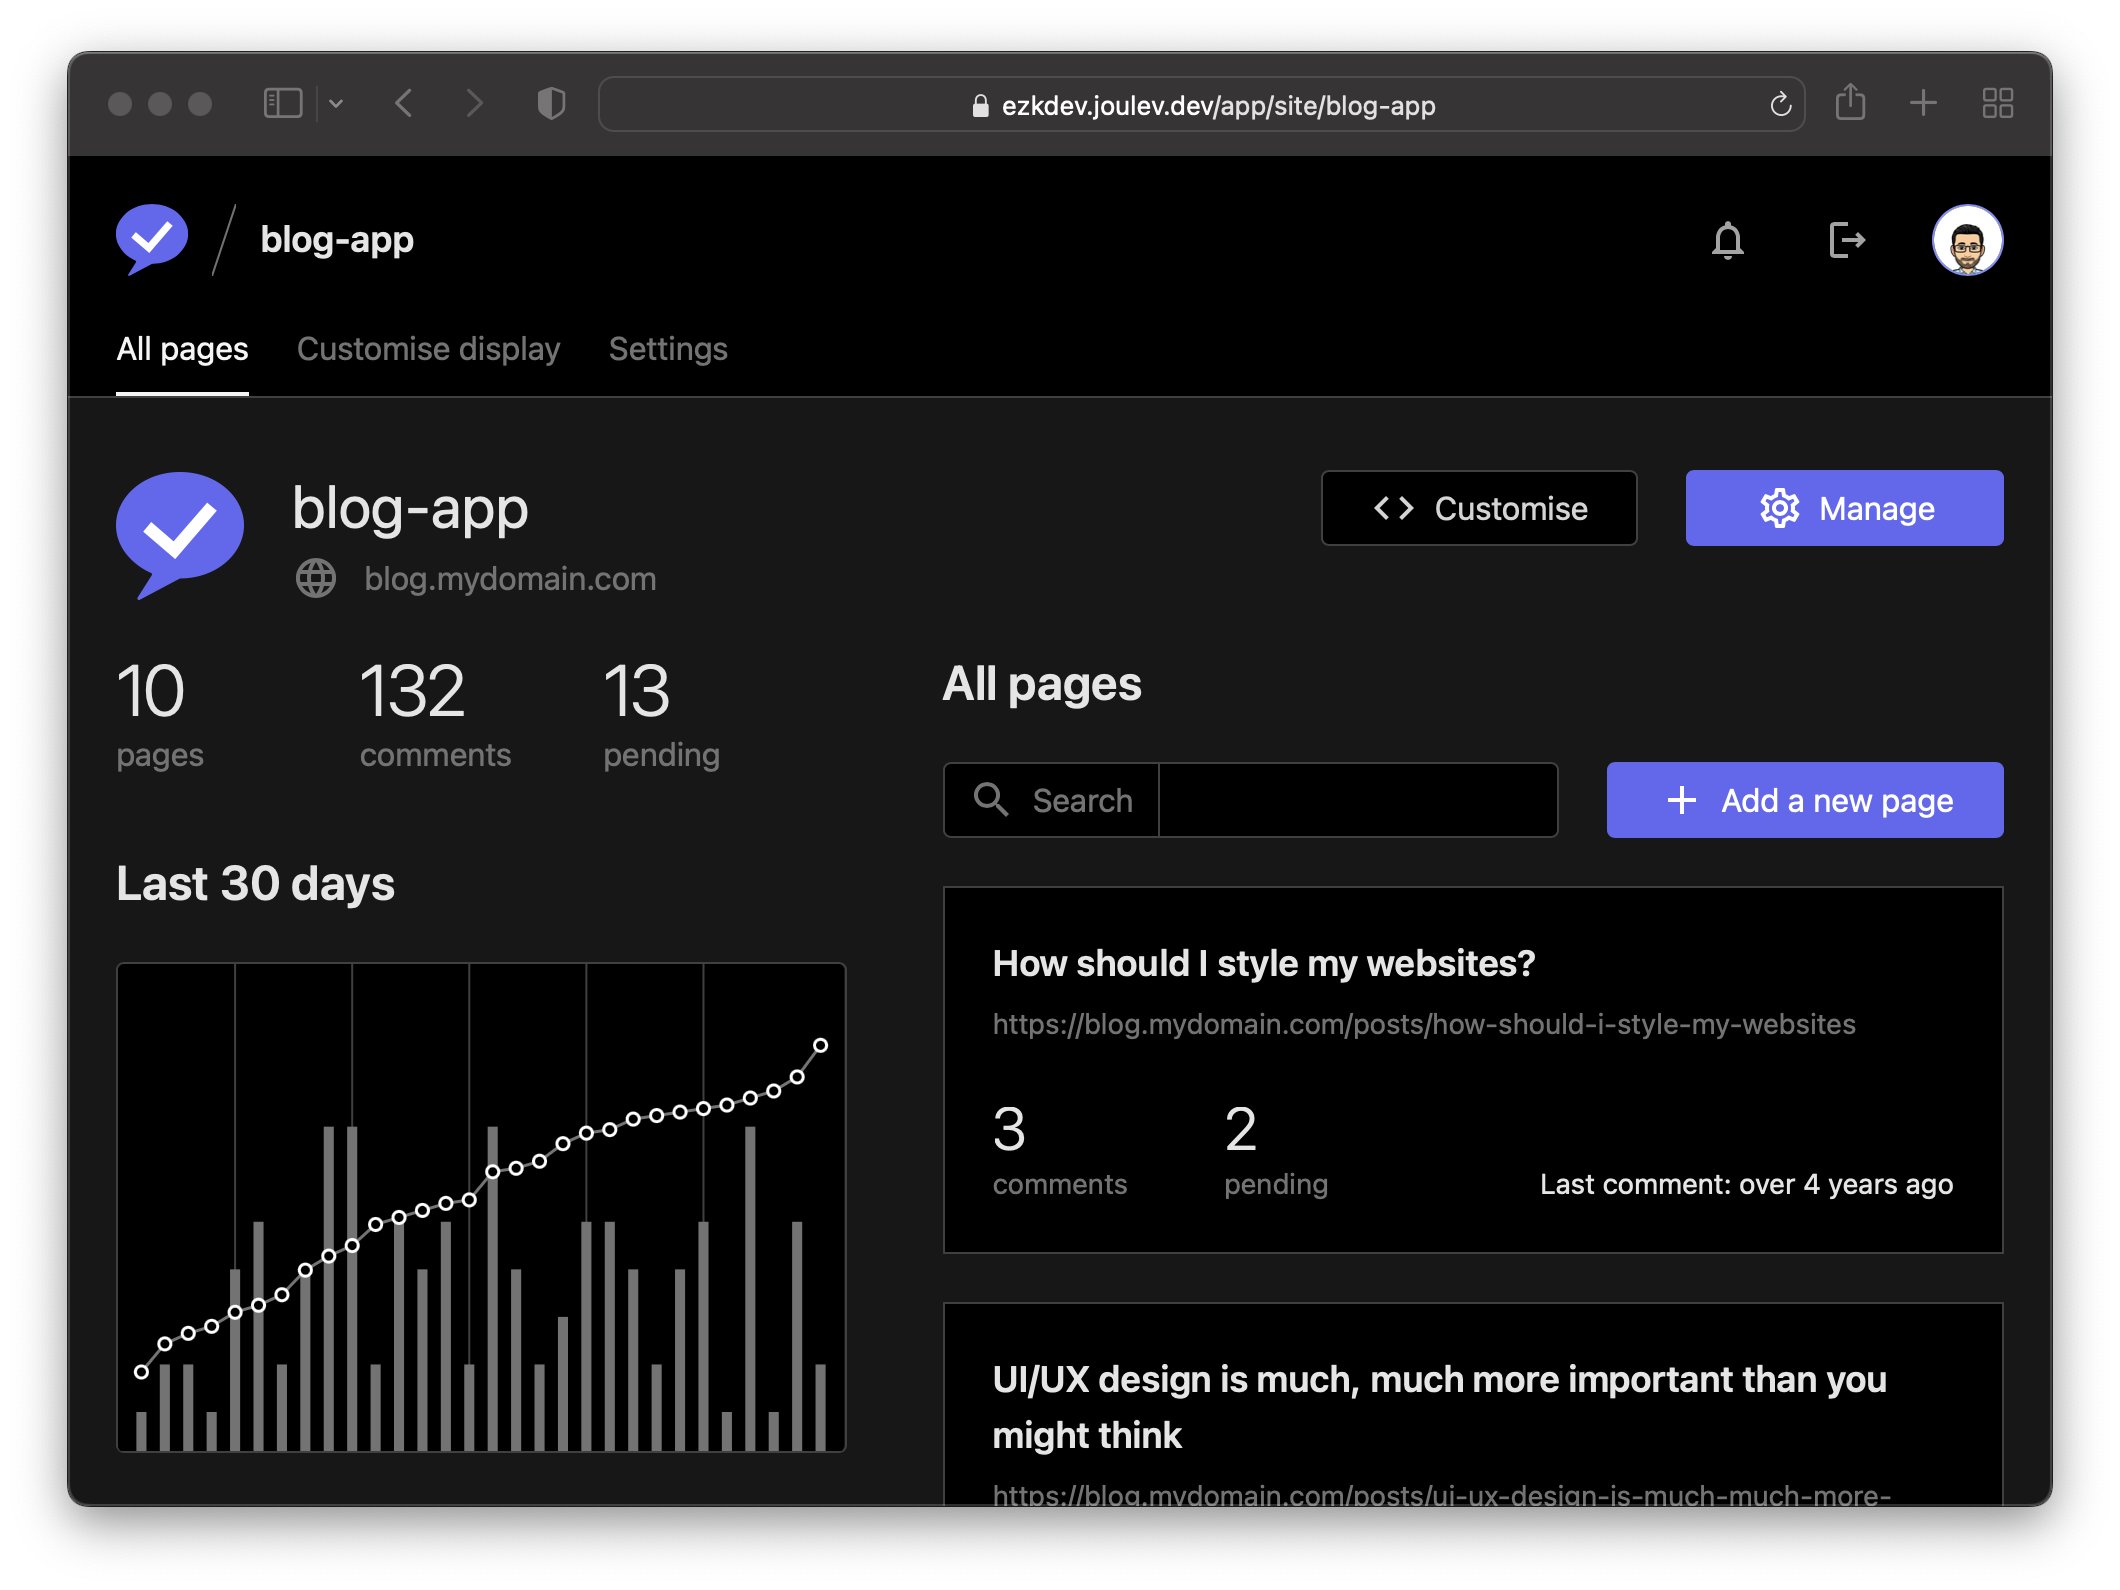 ezkdev.joulev.dev/app/site/blog-app
blog-app
All pages
Customise display
Settings
blog-app
blog.mydomain.com
Customise
Manage
10
pages
132
comments
13
pending
Last 30 days
All pages
Search
Add a new page
How should I style my websites?
https://blog.mydomain.com/posts/how-should-i-style-my-websites
3
comments
2
pending
Last comment: over 4 years ago
UI/UX design is much, much more important than you
might think
https://blog.mydomain.com/posts/ui-ux-design-is-much-much-more-